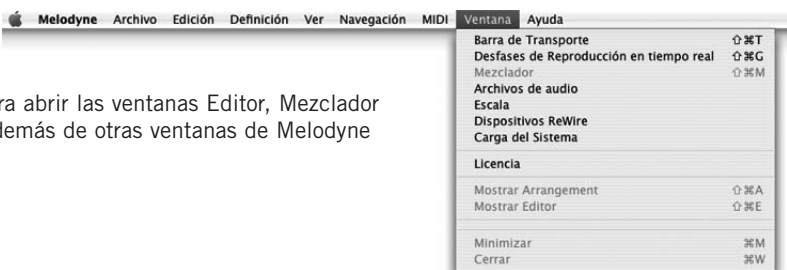 Melodyne Archivo Edición Definición Ver Navegación MIDI Ventana Ayuda
Barra de Transporte ⇧⌘T
Desfases de Reproducción en tiempo real ⇧⌘G
Mezclador ⇧⌘M
Archivos de audio
Escala
Dispositivos ReWire
Carga del Sistema
Licencia
Mostrar Arrangement ⇧⌘A
Mostrar Editor ⇧⌘E
Minimizar ⌘M
Cerrar ⌘W
ra abrir las ventanas Editor, Mezclador
demás de otras ventanas de Melodyne